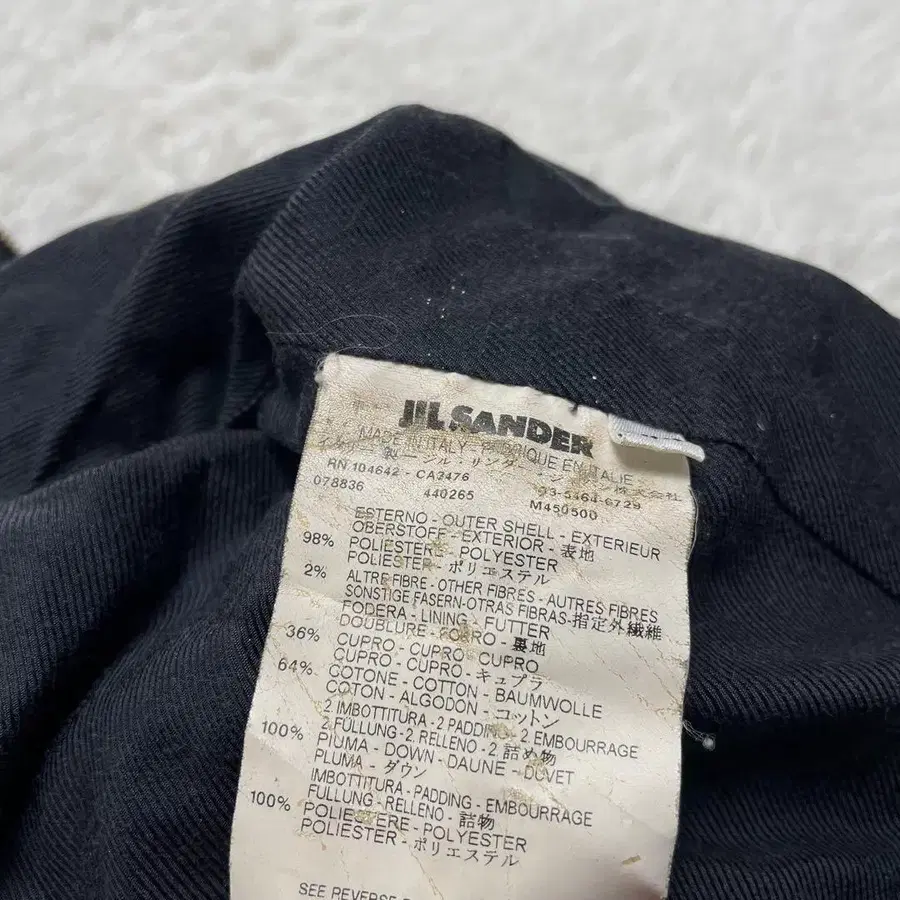 JIL SANDER
MADE IN ITALY QUE EN ITALIE
RN 104642 - CA2476
078836 440265 M450500
ESTERNO - OUTER SHELL - EXTERIEUR
OBERSTOFF - EXTERIOR - 表地
98% POLIESTERE - POLYESTER
POLIESTER - ポリエステル
2% ALTRE FIBRE - OTHER FIBRES - AUTRES FIBRES
SONSTIGE FASERN-OTRAS FIBRAS-指定外繊維
FODERA - LINING - FUTTER
DOUBLURE - 裏地
36% CUPRO - CUPRO - CUPRO
CUPRO - CUPRO - キュプラ
64% COTONE - COTTON - BAUMWOLLE
COTON - ALGODON - コットン
2 IMBOTTITURA - 2 PADDING - 2 EMBOURRAGE
2 FÜLLUNG - 2. RELLENO - 2 詰め物
100% PIUMA - DOWN - DAUNE - DUVET
PLUMA - ダウン
IMBOTTITURA - PADDING - EMBOURRAGE
FULLUNG - RELLENO - 詰物
100% POLIESTERE - POLYESTER
POLIESTER - ポリエステル
SEE REVERSE